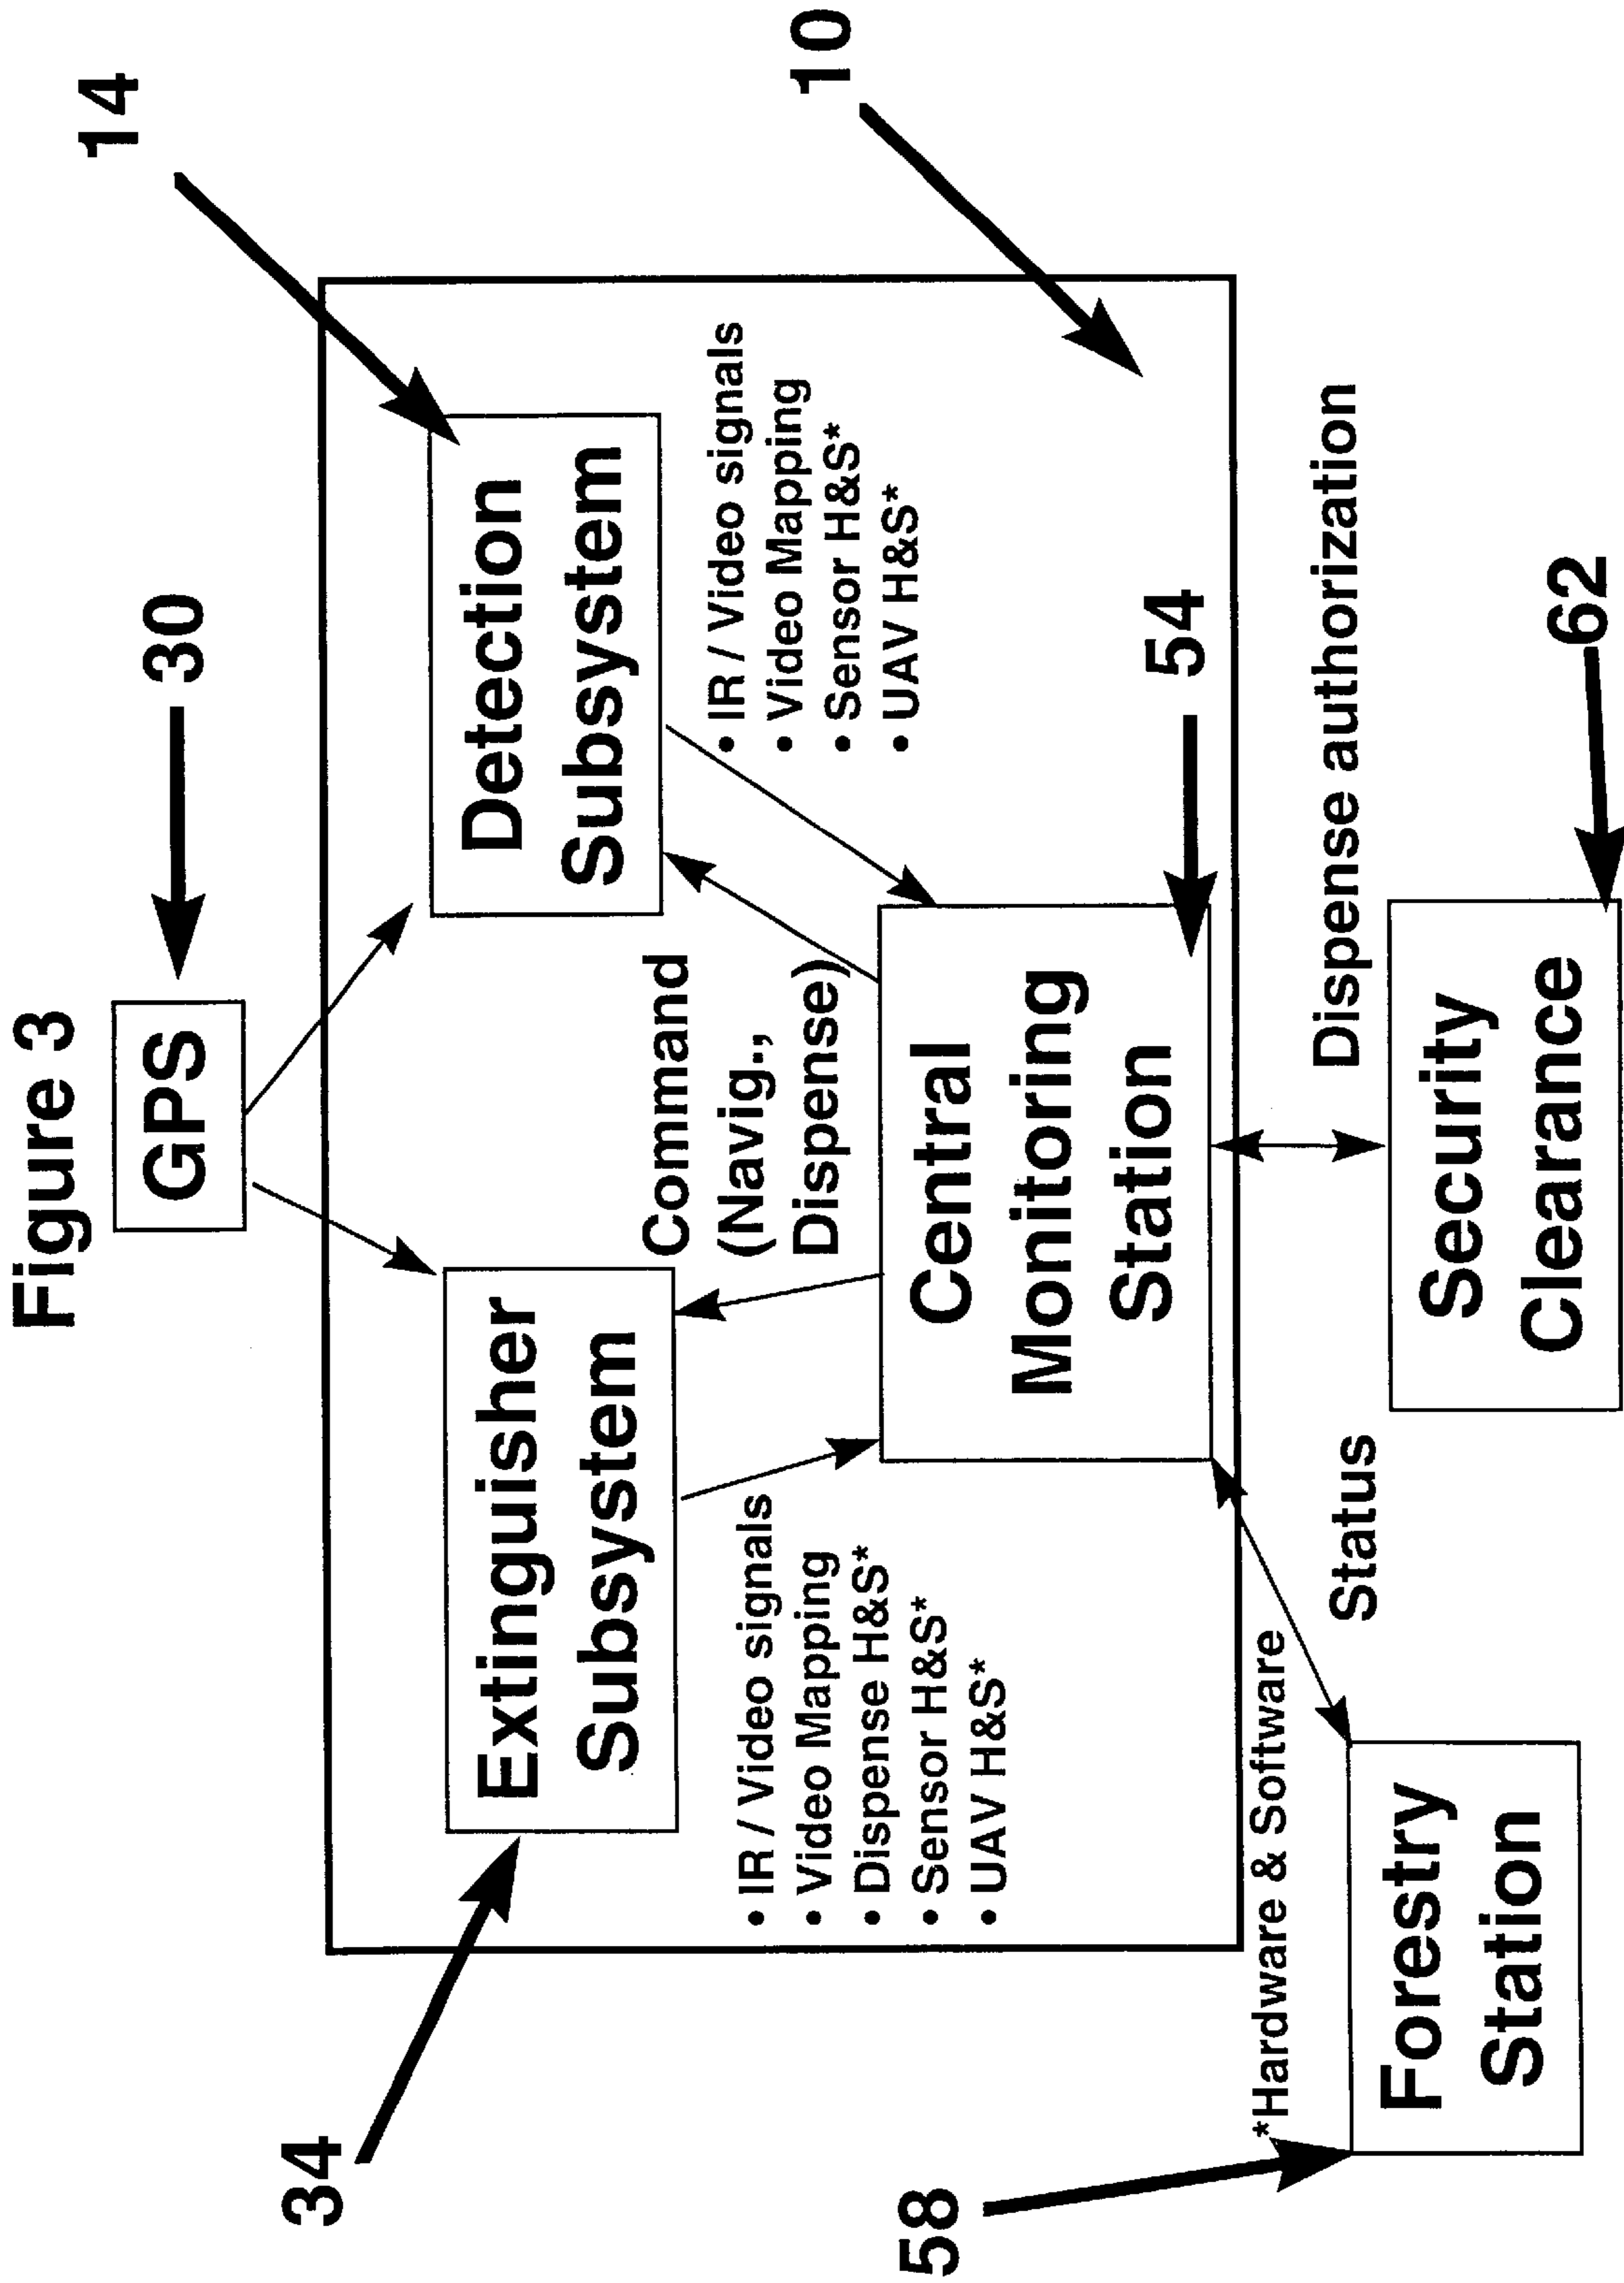 Figure 3
GPS
30
14
34
Extinguisher
Subsystem
Detection
Subsystem
Command
(Navig.,
Dispense)
• IR / Video signals
• Video Mapping
• Dispense H&S*
• Sensor H&S*
• UAV H&S*
• IR / Video signals
• Video Mapping
• Sensor H&S*
• UAV H&S*
10
Central
Monitoring
Station
54
58
*Hardware & Software
Status
Dispense authorization
Forestry
Station
Security
Clearance
62